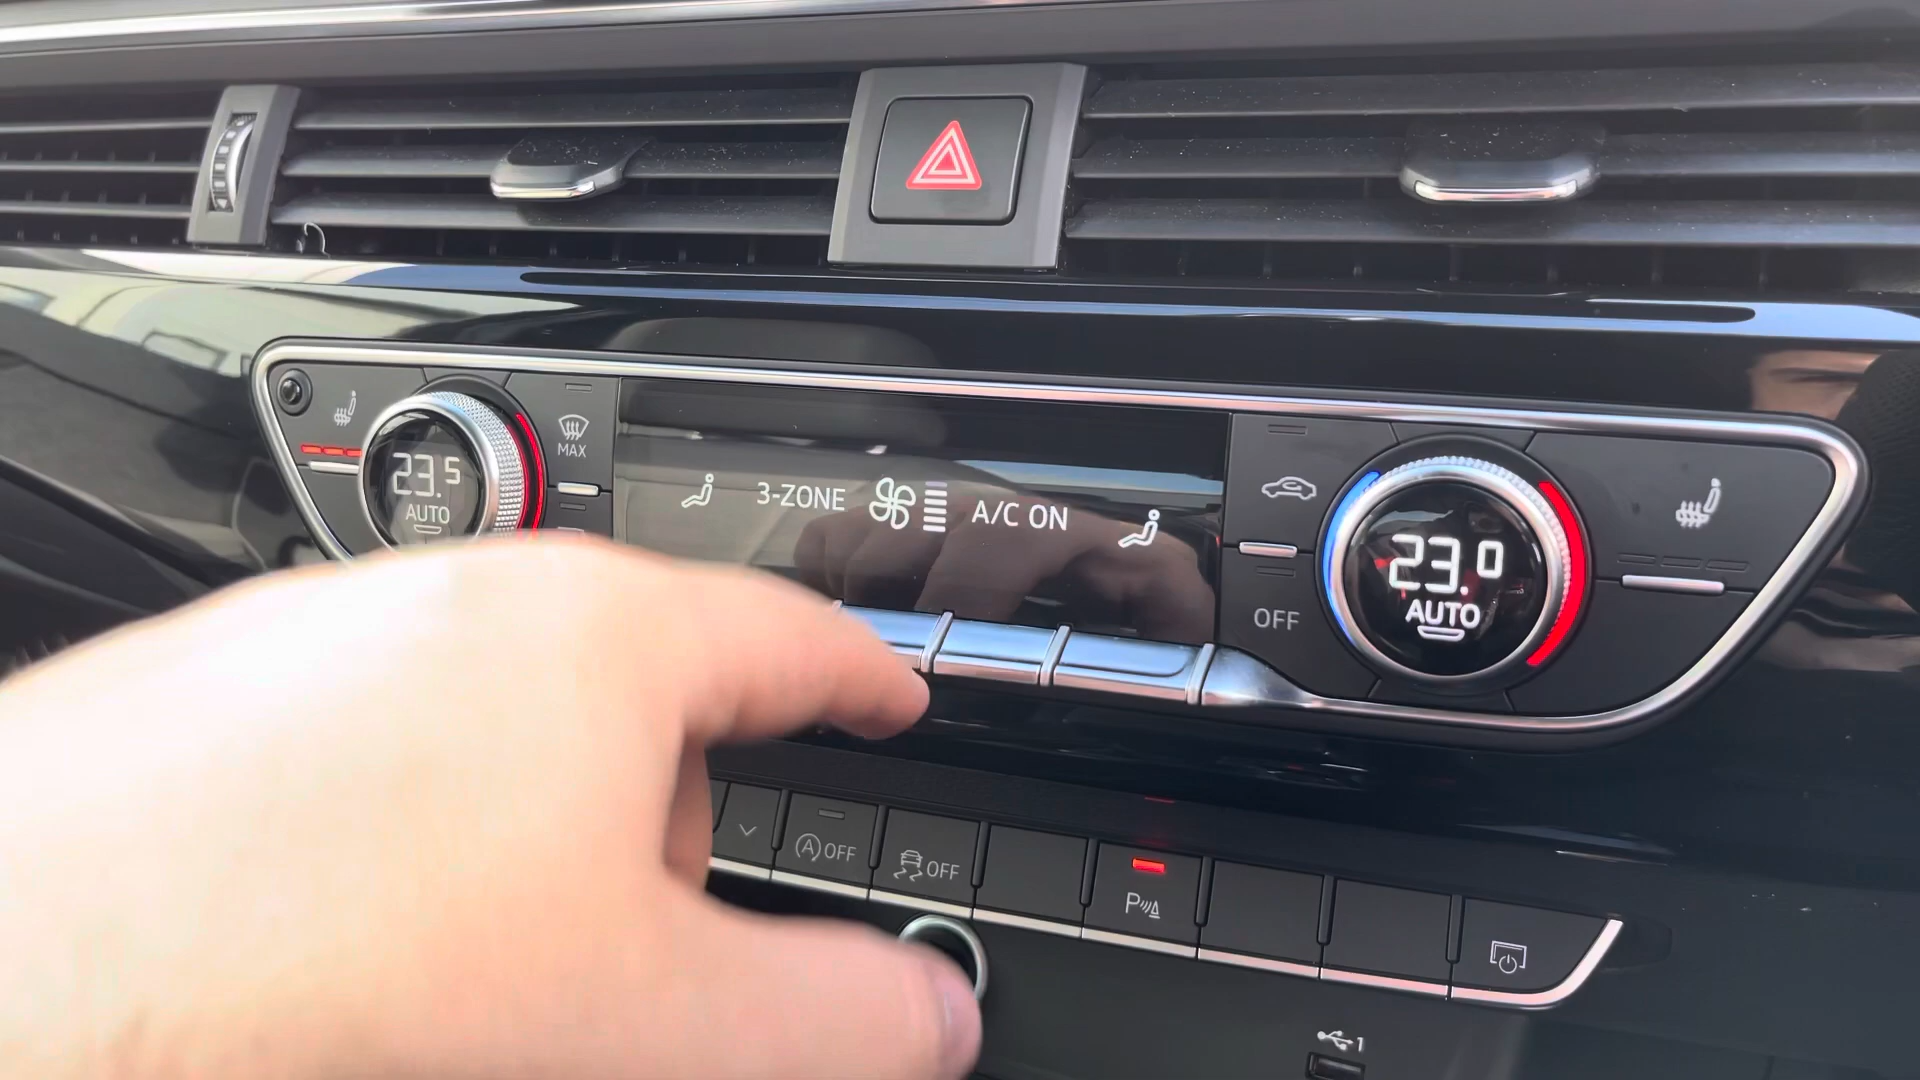 MAX
23.5
AUTO
3-ZONE
A/C ON
OFF
23.0
AUTO
A OFF
OFF
P
1